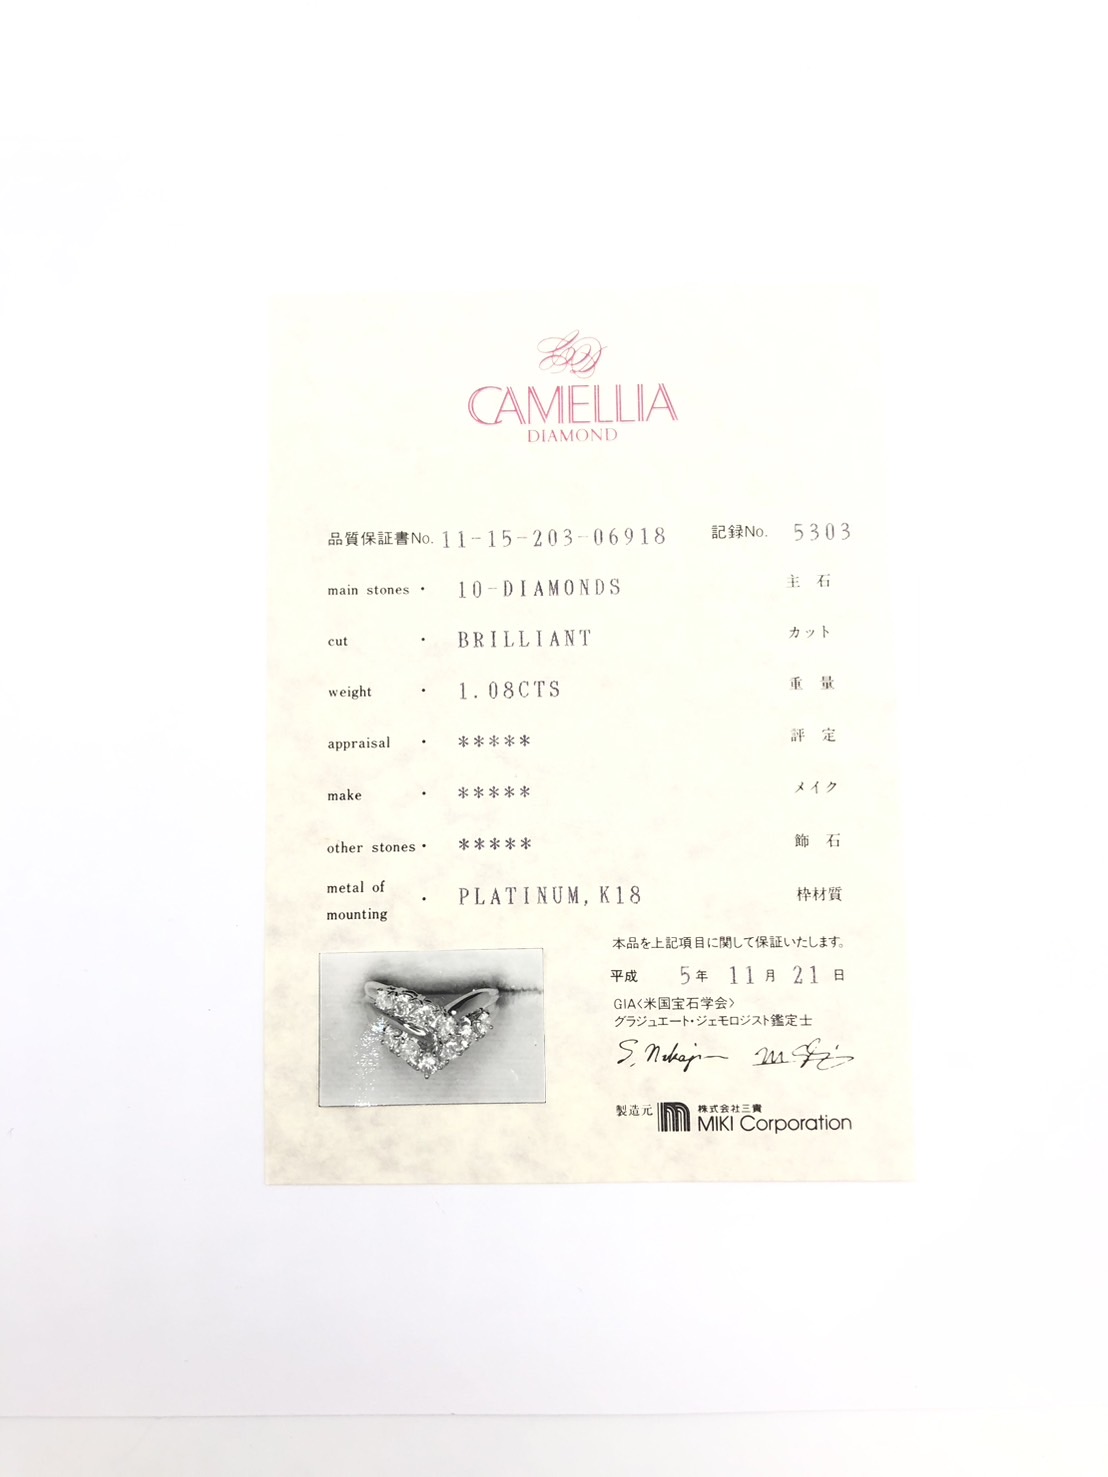 CAMELLIA
DIAMOND
品質保証書No. 11-15-203-06918 記録No. 5303
main stones・ 10-DIAMONDS 主石
cut ・ BRILLIANT カット
weight ・ 1.08CTS 重量
appraisal ・ ***** 評定
make ・ ***** メイク
other stones・ ***** 飾石
metal of
mounting ・ PLATINUM, K18 枠材質
本品を上記項目に関して保証いたします。
平成 5年 11月 21日
GIA〈米国宝石学会〉
グラジュエート・ジェモロジスト鑑定士
製造元 株式会社三貴
MIKI Corporation